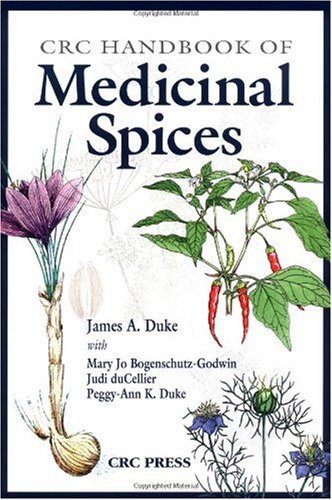 CRC HANDBOOK OF
Medicinal
Spices
James A. Duke
with
Mary Jo Bogenschutz-Godwin
Judi duCellier
Peggy-Ann K. Duke
CRC PRESS